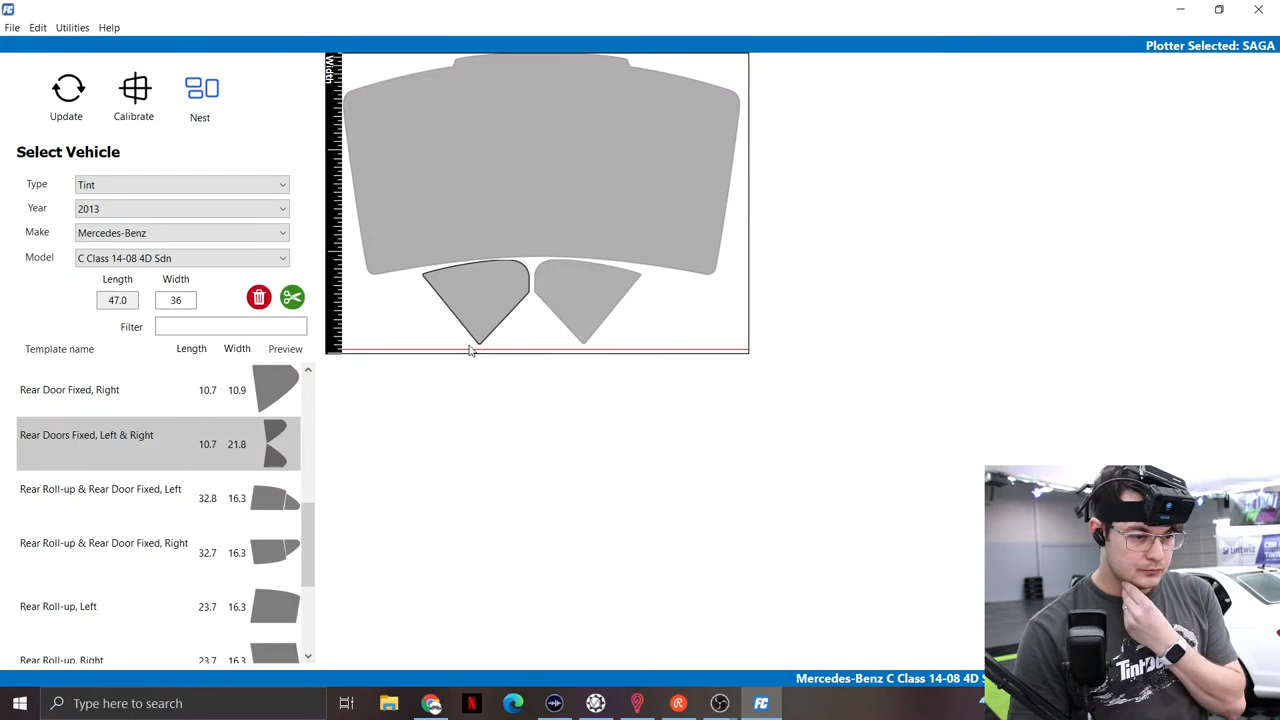 FC
File Edit Utilities Help
Plotter Selected: SAGA
Update
Calibrate
Nest
Select Vehicle
Type Tint
Year 2013
Make Mercedes-Benz
Model C Class 14-08 4D Sdn
Length Width
47.0 36
Filter
Template name Length Width Preview
Rear Door Fixed, Right 10.7 10.9
Rear Doors Fixed, Left & Right 10.7 21.8
Rear Roll-up & Rear Door Fixed, Left 32.8 16.3
Rear Roll-up & Rear Door Fixed, Right 32.7 16.3
Rear Roll-up, Left 23.7 16.3
Rear Roll-up, Right 23.7 16.3
Width
tintwiz
Mercedes-Benz C Class 14-08 4D
Type here to search
FC